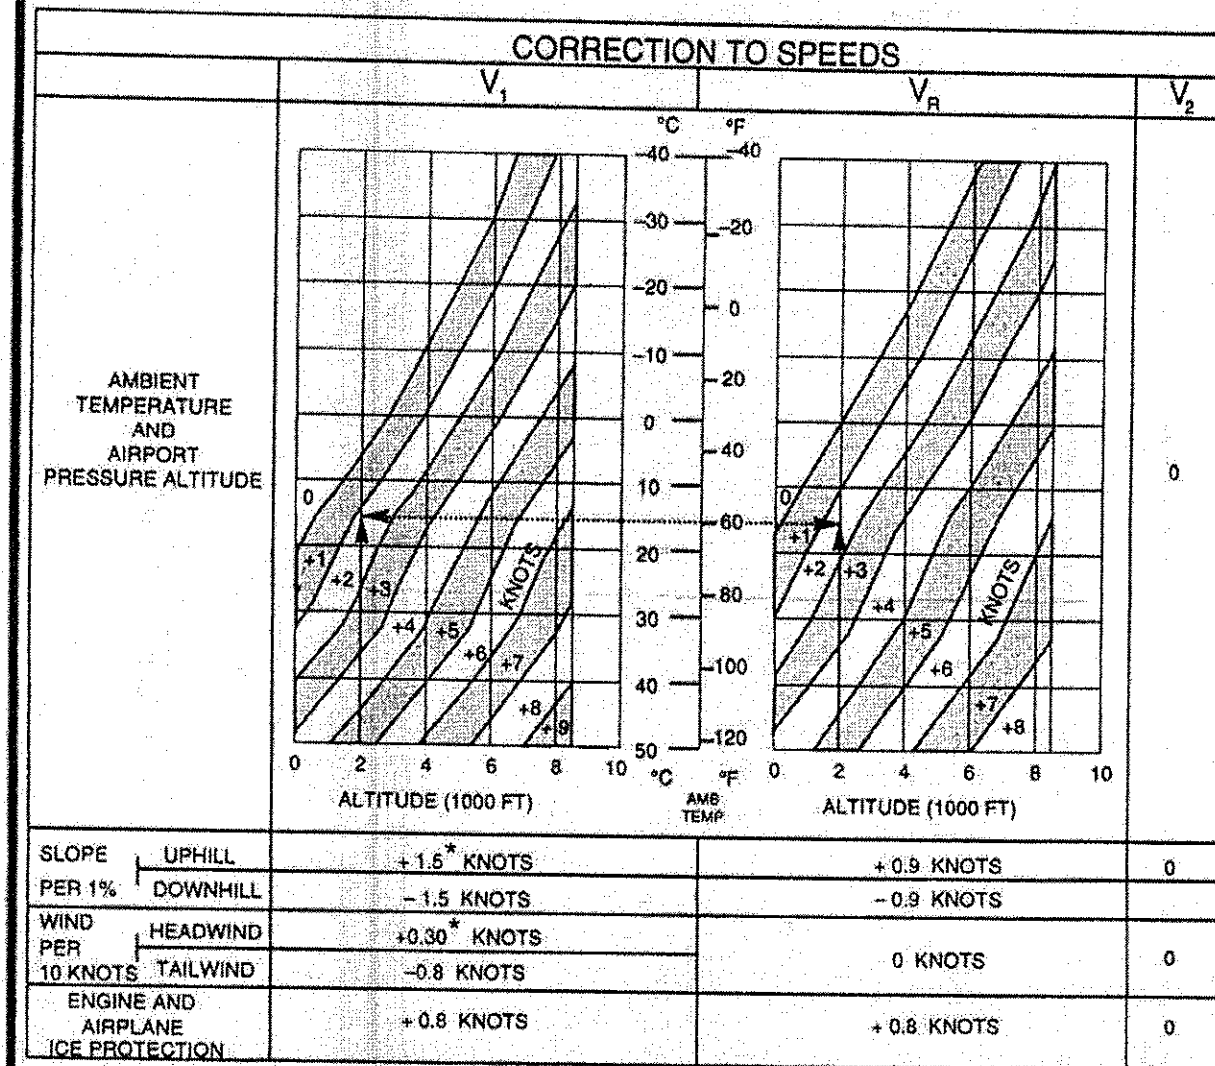 CORRECTION TO SPEEDS
V1 VR V2
°C °F
-40 -40
-30
-20
-20
0
-10
20
AMBIENT
TEMPERATURE
AND
AIRPORT
PRESSURE ALTITUDE
0
40
0
0 10 0
60
+1 +2 +3 KNOTS 20 +1 +2 +3 +4 KNOTS
80
+4 +5 +6 +7 30 +5 +6
100
40
+8 +9 +7 +8
50 120
0 2 4 6 8 10 °C °F 0 2 4 6 8 10
ALTITUDE (1000 FT) AMB TEMP ALTITUDE (1000 FT)
SLOPE UPHILL +1.5* KNOTS +0.9 KNOTS 0
PER 1% DOWNHILL -1.5 KNOTS -0.9 KNOTS
WIND HEADWIND +0.30* KNOTS
PER 0 KNOTS 0
10 KNOTS TAILWIND -0.8 KNOTS
ENGINE AND
AIRPLANE +0.8 KNOTS +0.8 KNOTS 0
ICE PROTECTION